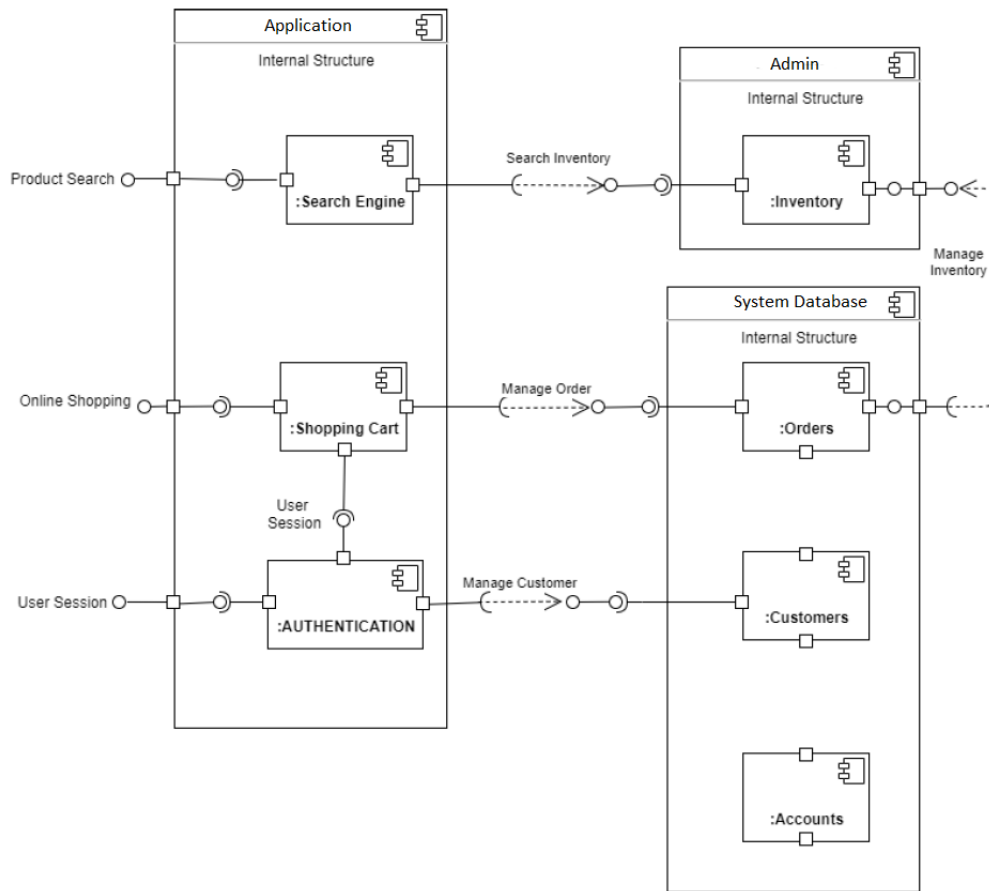 Application
Internal Structure
Admin
Internal Structure
Product Search
:Search Engine
Search Inventory
:Inventory
Manage
Inventory
System Database
Internal Structure
Online Shopping
:Shopping Cart
Manage Order
:Orders
User
Session
User Session
:AUTHENTICATION
Manage Customer
:Customers
:Accounts